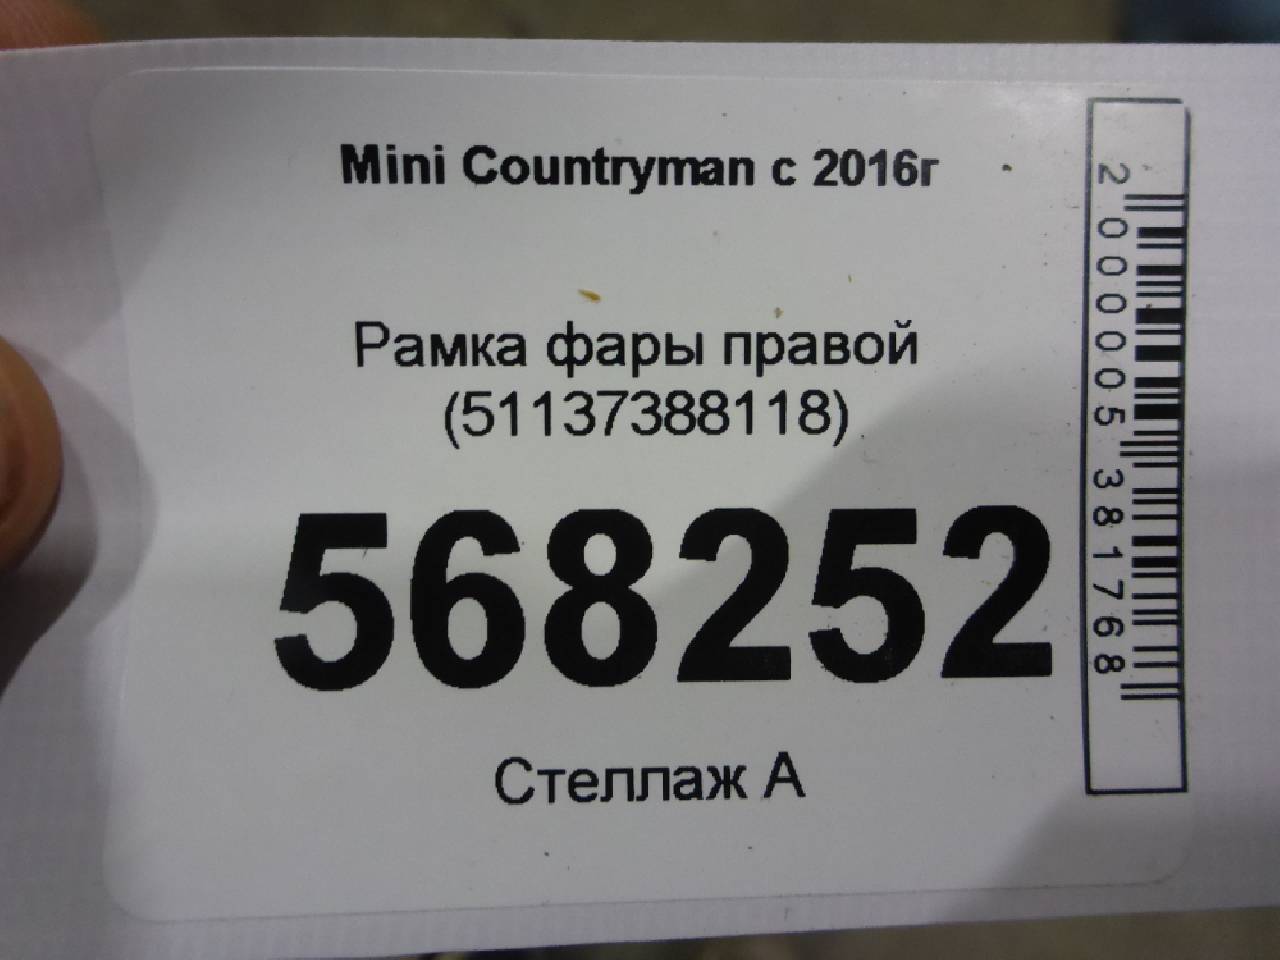 Mini Countryman с 2016г
Рамка фары правой
(51137388118)
568252
Стеллаж А
2000005381768